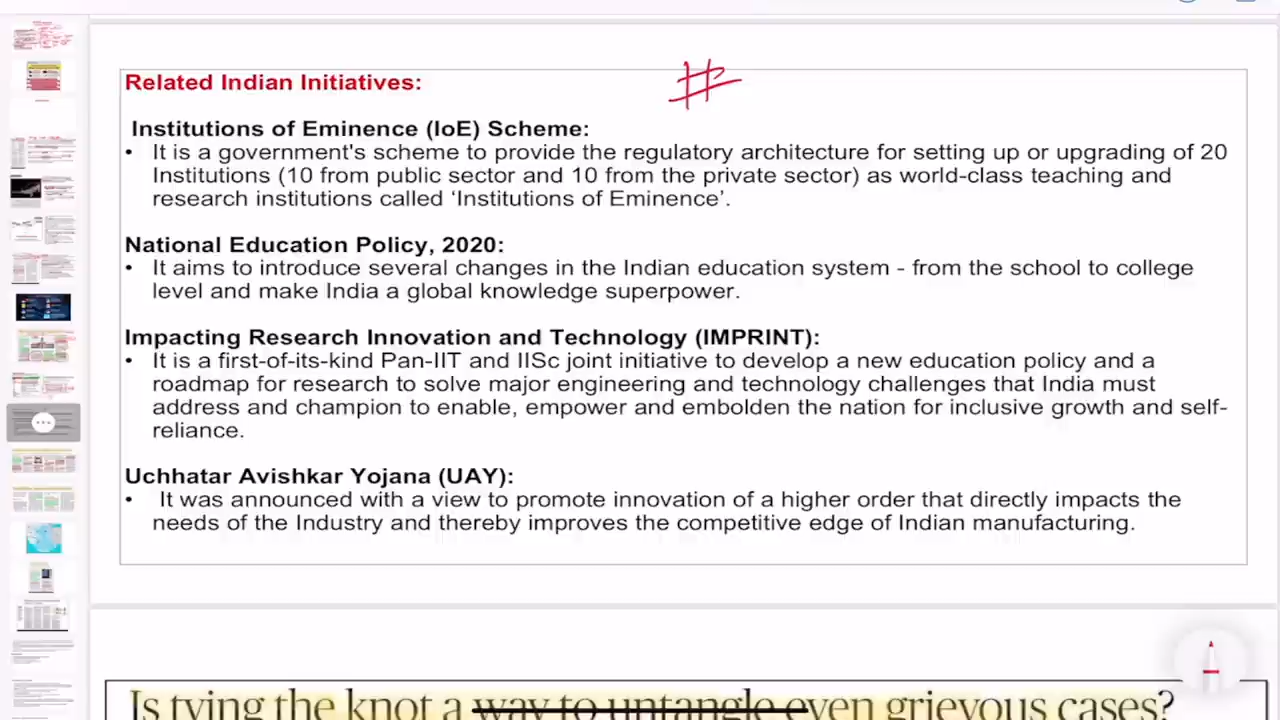 Related Indian Initiatives:
#
Institutions of Eminence (IoE) Scheme:
• It is a government's scheme to provide the regulatory architecture for setting up or upgrading of 20
Institutions (10 from public sector and 10 from the private sector) as world-class teaching and
research institutions called ‘Institutions of Eminence’.
National Education Policy, 2020:
• It aims to introduce several changes in the Indian education system - from the school to college
level and make India a global knowledge superpower.
Impacting Research Innovation and Technology (IMPRINT):
• It is a first-of-its-kind Pan-IIT and IISc joint initiative to develop a new education policy and a
roadmap for research to solve major engineering and technology challenges that India must
address and champion to enable, empower and embolden the nation for inclusive growth and self-
reliance.
Uchhatar Avishkar Yojana (UAY):
• It was announced with a view to promote innovation of a higher order that directly impacts the
needs of the Industry and thereby improves the competitive edge of Indian manufacturing.
Is tying the knot a way to untangle even grievous cases?